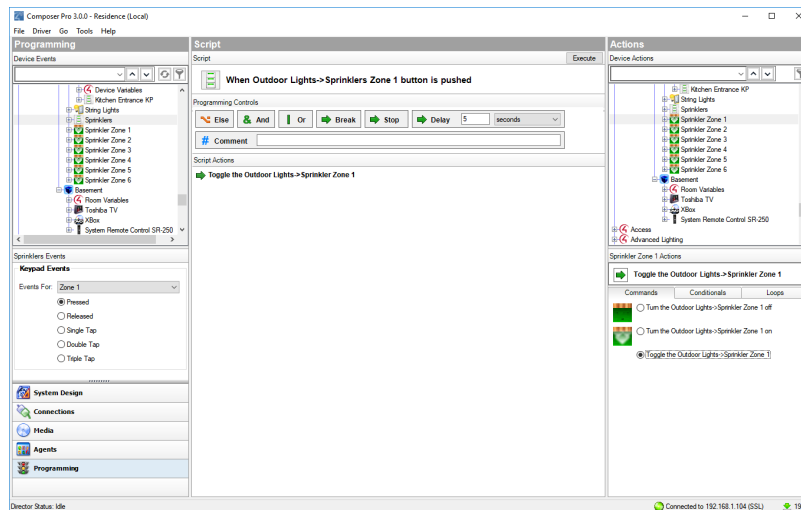 Composer Pro 3.0.0 - Residence (Local)
File Driver Go Tools Help
Programming
Device Events
Device Variables
Kitchen Entrance KP
String Lights
Sprinklers
Sprinkler Zone 1
Sprinkler Zone 2
Sprinkler Zone 3
Sprinkler Zone 4
Sprinkler Zone 5
Sprinkler Zone 6
Basement
Room Variables
Toshiba TV
XBox
System Remote Control SR-250
Sprinklers Events
Keypad Events
Events For: Zone 1
Pressed
Released
Single Tap
Double Tap
Triple Tap
System Design
Connections
Media
Agents
Programming
Script
Script Execute
When Outdoor Lights->Sprinklers Zone 1 button is pushed
Programming Controls
Else And Or Break Stop Delay 5 seconds
# Comment
Script Actions
Toggle the Outdoor Lights->Sprinkler Zone 1
Actions
Device Actions
Kitchen Entrance KP
String Lights
Sprinklers
Sprinkler Zone 1
Sprinkler Zone 2
Sprinkler Zone 3
Sprinkler Zone 4
Sprinkler Zone 5
Sprinkler Zone 6
Basement
Room Variables
Toshiba TV
XBox
System Remote Control SR-250
Access
Advanced Lighting
Sprinkler Zone 1 Actions
Toggle the Outdoor Lights->Sprinkler Zone 1
Commands Conditionals Loops
Turn the Outdoor Lights->Sprinkler Zone 1 off
Turn the Outdoor Lights->Sprinkler Zone 1 on
Toggle the Outdoor Lights->Sprinkler Zone 1
Director Status: Idle
Connected to 192.168.1.104 (SSL) 19